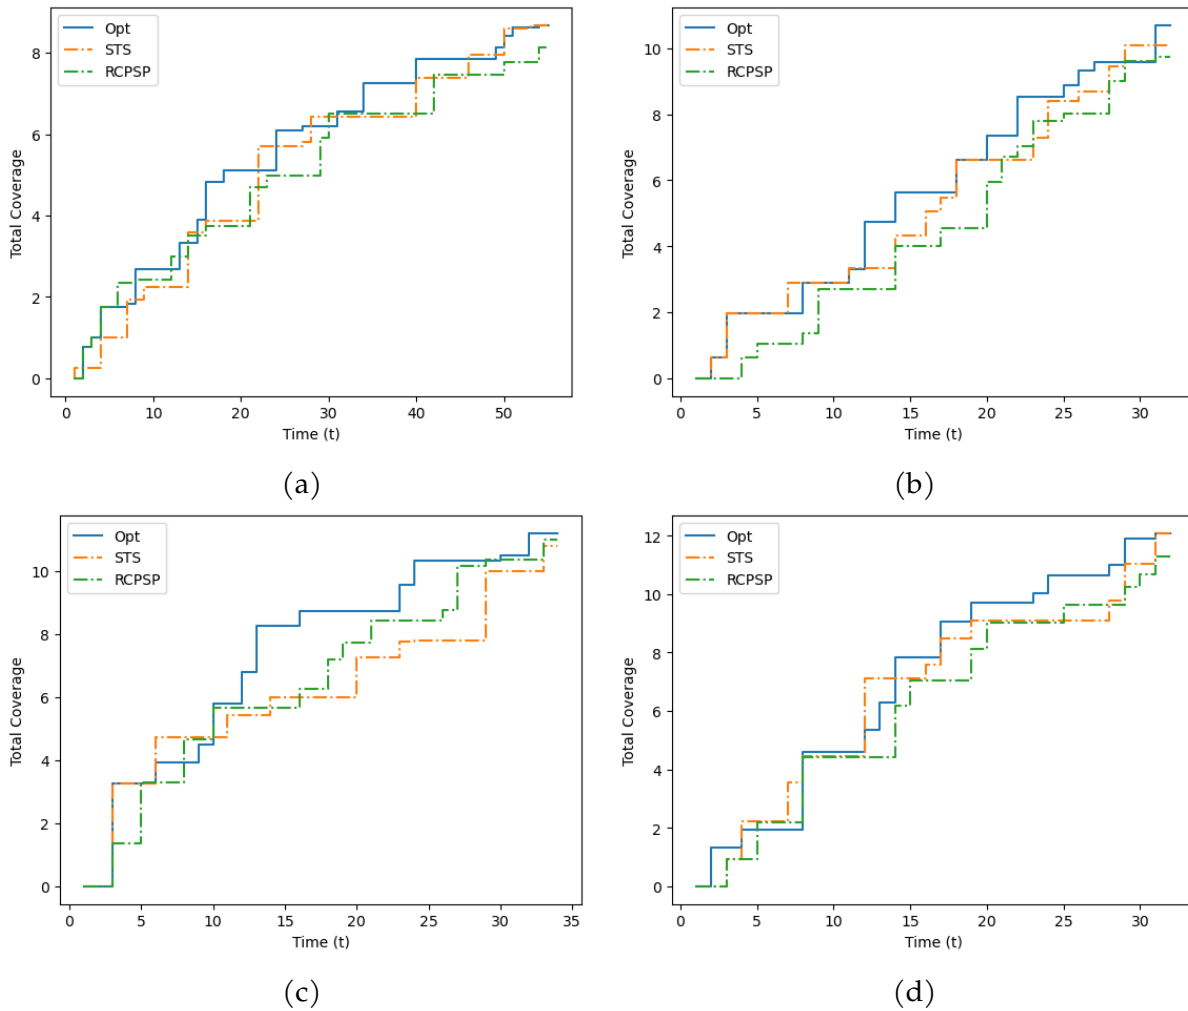 Opt
STS
RCPSP
8
6
4
2
0
Total Coverage
0 10 20 30 40 50
Time (t)
(a)
Opt
STS
RCPSP
10
8
6
4
2
0
Total Coverage
0 5 10 15 20 25 30
Time (t)
(b)
Opt
STS
RCPSP
10
8
6
4
2
0
Total Coverage
0 5 10 15 20 25 30 35
Time (t)
(c)
Opt
STS
RCPSP
12
10
8
6
4
2
0
Total Coverage
0 5 10 15 20 25 30
Time (t)
(d)